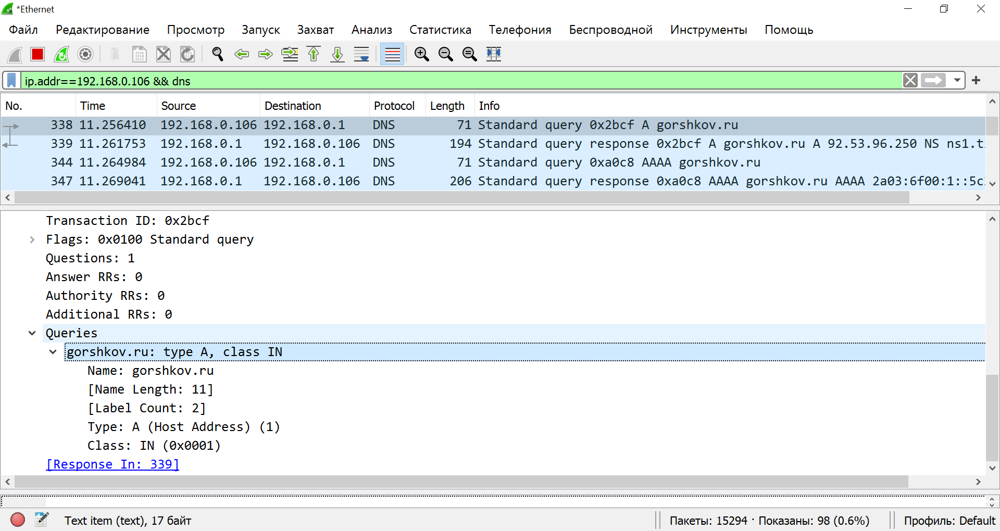 *Ethernet
Файл Редактирование Просмотр Запуск Захват Анализ Статистика Телефония Беспроводной Инструменты Помощь
ip.addr==192.168.0.106 && dns
No. Time Source Destination Protocol Length Info
338 11.256410 192.168.0.106 192.168.0.1 DNS 71 Standard query 0x2bcf A gorshkov.ru
339 11.261753 192.168.0.1 192.168.0.106 DNS 194 Standard query response 0x2bcf A gorshkov.ru A 92.53.96.250 NS ns1.t
344 11.264984 192.168.0.106 192.168.0.1 DNS 71 Standard query 0xa0c8 AAAA gorshkov.ru
347 11.269041 192.168.0.1 192.168.0.106 DNS 206 Standard query response 0xa0c8 AAAA gorshkov.ru AAAA 2a03:6f00:1::5c
Transaction ID: 0x2bcf
Flags: 0x0100 Standard query
Questions: 1
Answer RRs: 0
Authority RRs: 0
Additional RRs: 0
Queries
gorshkov.ru: type A, class IN
Name: gorshkov.ru
[Name Length: 11]
[Label Count: 2]
Type: A (Host Address) (1)
Class: IN (0x0001)
[Response In: 339]
Text item (text), 17 байт Пакеты: 15294 · Показаны: 98 (0.6%) Профиль: Default